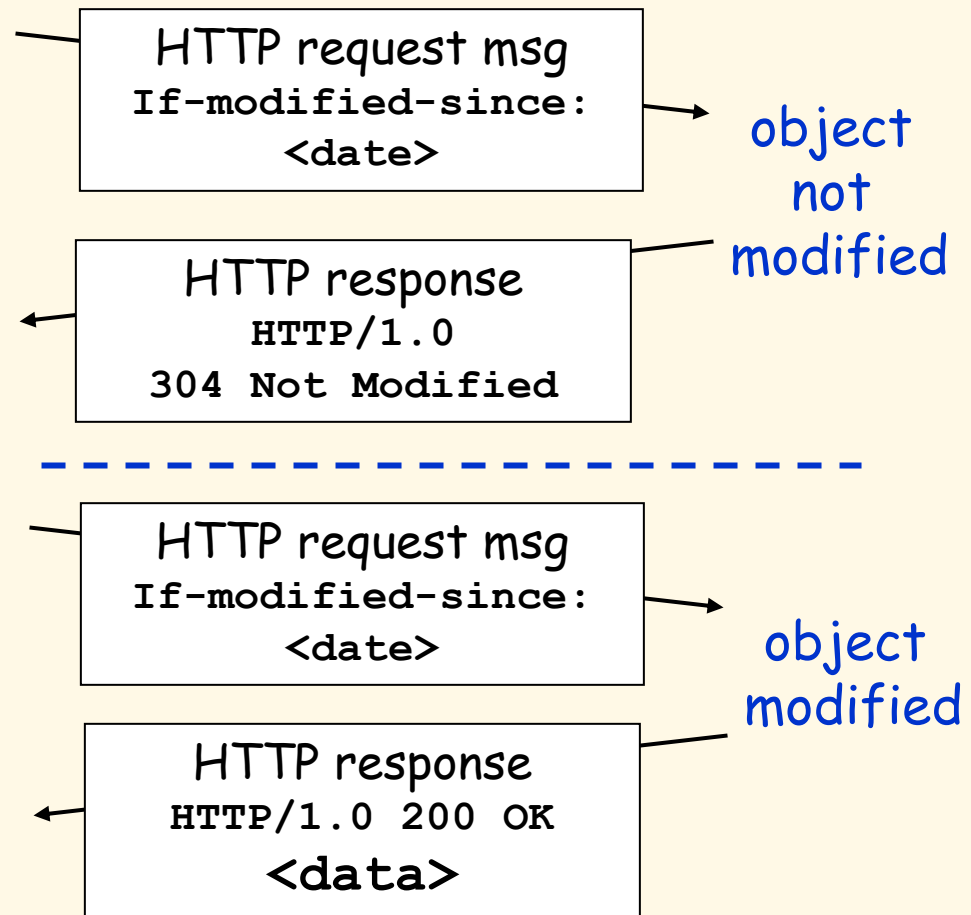 HTTP request msg
If-modified-since:
<date>
object
not
modified
HTTP response
HTTP/1.0
304 Not Modified
HTTP request msg
If-modified-since:
<date>
object
modified
HTTP response
HTTP/1.0 200 OK
<data>